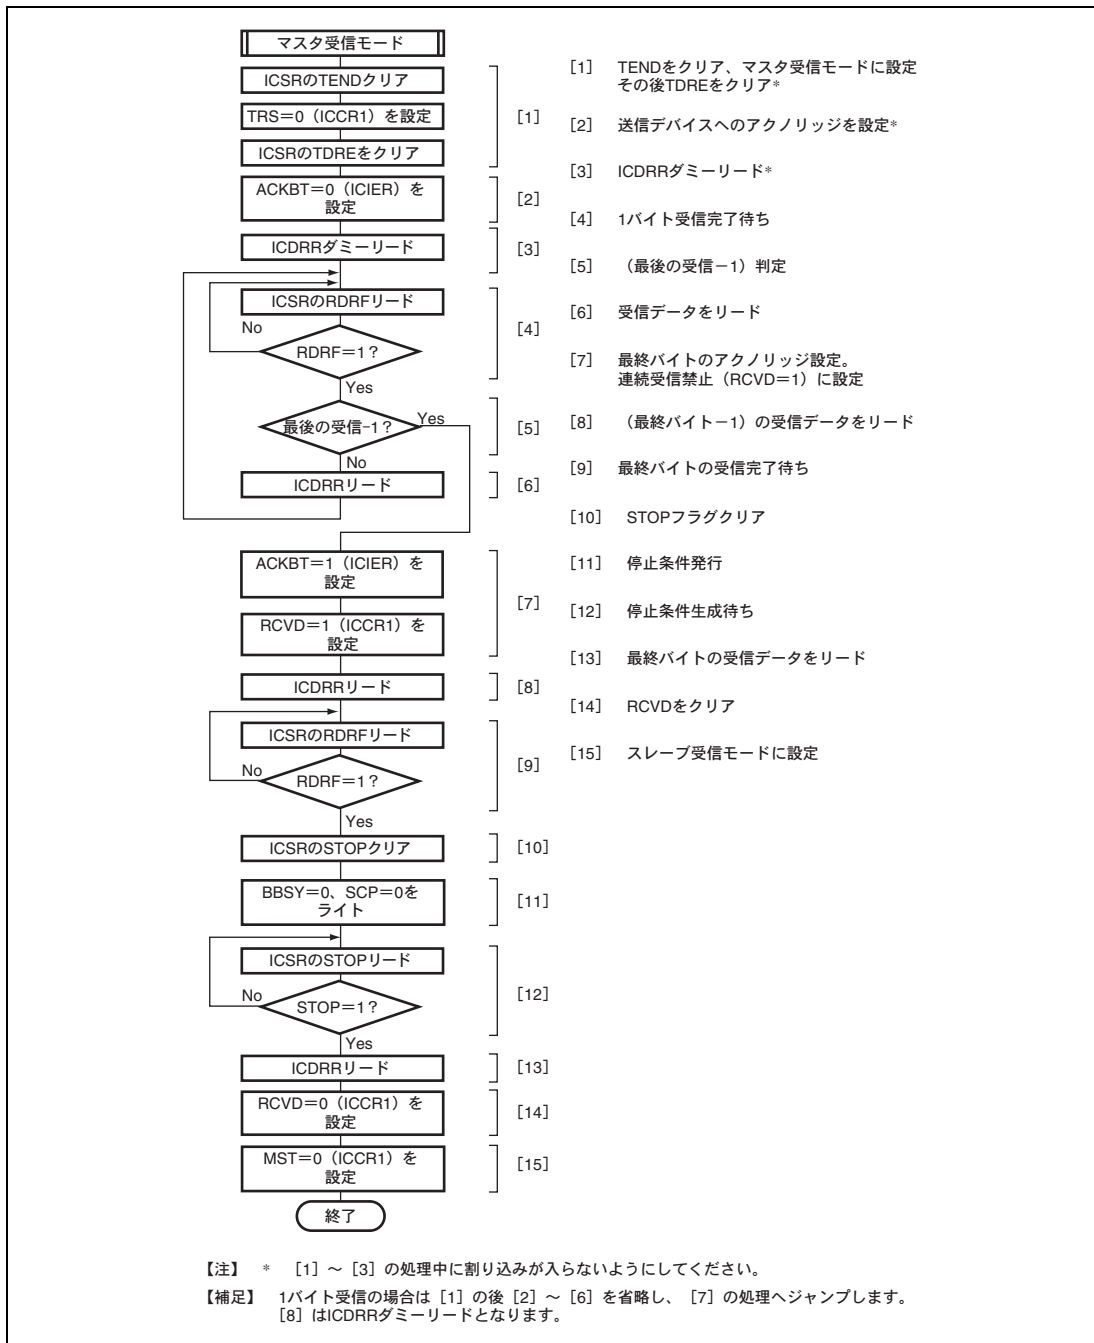 マスタ受信モード
ICSRのTENDクリア
TRS=0（ICCR1）を設定
ICSRのTDREをクリア
[1]
ACKBT=0（ICIER）を
設定
[2]
ICDRRダミーリード
[3]
ICSRのRDRFリード
No
RDRF=1？
[4]
Yes
最後の受信-1？
Yes
[5]
No
ICDRRリード
[6]
ACKBT=1（ICIER）を
設定
RCVD=1（ICCR1）を
設定
[7]
ICDRRリード
[8]
ICSRのRDRFリード
No
RDRF=1？
[9]
Yes
ICSRのSTOPクリア
[10]
BBSY=0、SCP=0を
ライト
[11]
ICSRのSTOPリード
No
STOP=1？
[12]
Yes
ICDRRリード
[13]
RCVD=0（ICCR1）を
設定
[14]
MST=0（ICCR1）を
設定
[15]
終了
[1] TENDをクリア、マスタ受信モードに設定
その後TDREをクリア*
[2] 送信デバイスへのアクノリッジを設定*
[3] ICDRRダミーリード*
[4] 1バイト受信完了待ち
[5] （最後の受信－1）判定
[6] 受信データをリード
[7] 最終バイトのアクノリッジ設定。
連続受信禁止（RCVD=1）に設定
[8] （最終バイト－1）の受信データをリード
[9] 最終バイトの受信完了待ち
[10] STOPフラグクリア
[11] 停止条件発行
[12] 停止条件生成待ち
[13] 最終バイトの受信データをリード
[14] RCVDをクリア
[15] スレーブ受信モードに設定
【注】 * [1]～[3]の処理中に割り込みが入らないようにしてください。
【補足】 1バイト受信の場合は[1]の後[2]～[6]を省略し、[7]の処理へジャンプします。
[8]はICDRRダミーリードとなります。